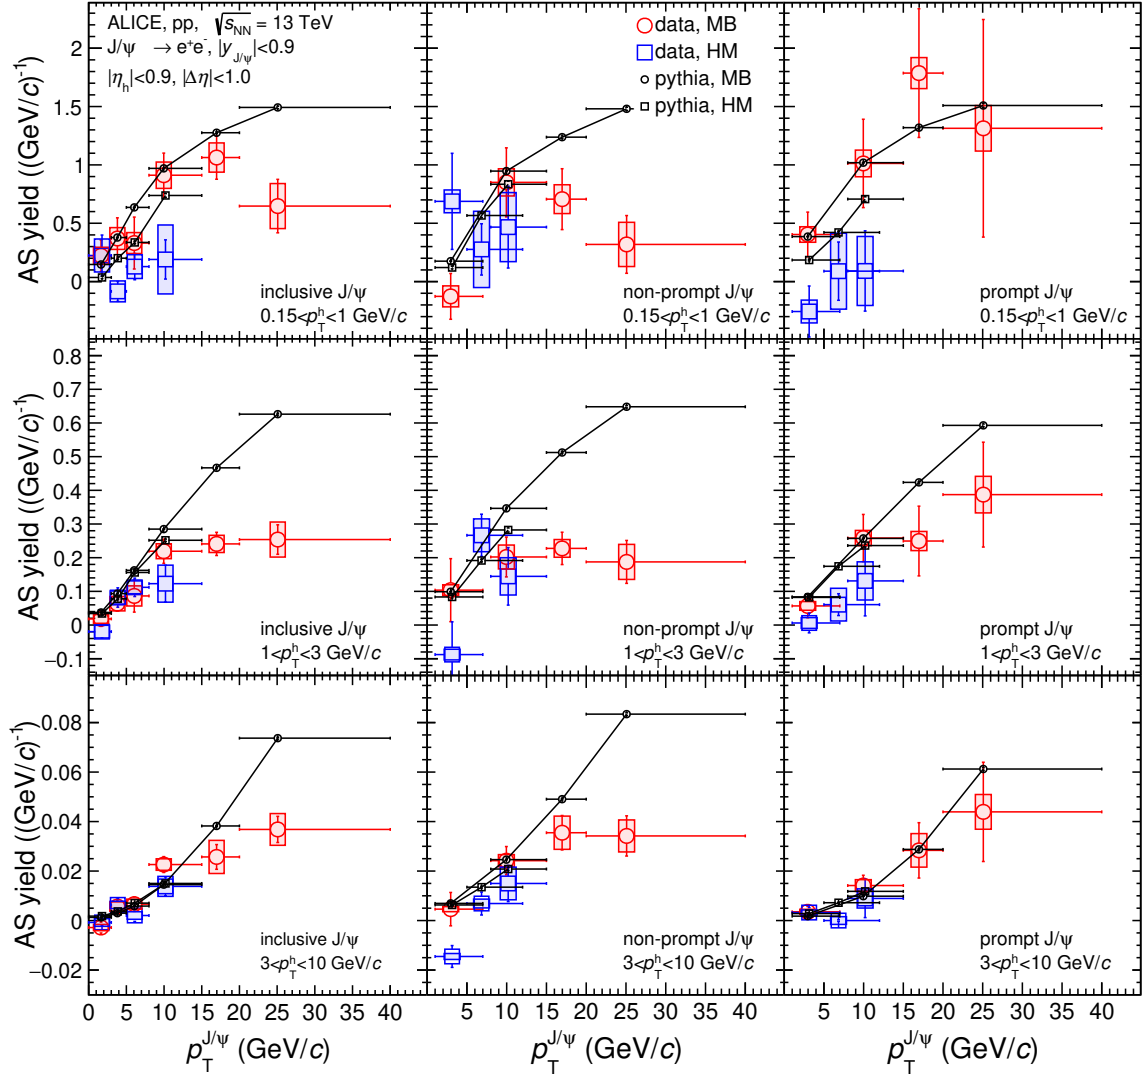 ALICE, pp, √s_NN = 13 TeV
J/ψ → e⁺e⁻, |y_J/ψ|<0.9
|η_h|<0.9, |Δη|<1.0
data, MB
data, HM
pythia, MB
pythia, HM
AS yield ((GeV/c)⁻¹)
2
1.5
1
0.5
0
inclusive J/ψ
0.15<p_T^h<1 GeV/c
non-prompt J/ψ
0.15<p_T^h<1 GeV/c
prompt J/ψ
0.15<p_T^h<1 GeV/c
AS yield ((GeV/c)⁻¹)
0.8
0.7
0.6
0.5
0.4
0.3
0.2
0.1
0
−0.1
inclusive J/ψ
1<p_T^h<3 GeV/c
non-prompt J/ψ
1<p_T^h<3 GeV/c
prompt J/ψ
1<p_T^h<3 GeV/c
AS yield ((GeV/c)⁻¹)
0.08
0.06
0.04
0.02
0
−0.02
inclusive J/ψ
3<p_T^h<10 GeV/c
non-prompt J/ψ
3<p_T^h<10 GeV/c
prompt J/ψ
3<p_T^h<10 GeV/c
0 5 10 15 20 25 30 35 40 5 10 15 20 25 30 35 40 5 10 15 20 25 30 35 40
p_T^J/ψ (GeV/c) p_T^J/ψ (GeV/c) p_T^J/ψ (GeV/c)